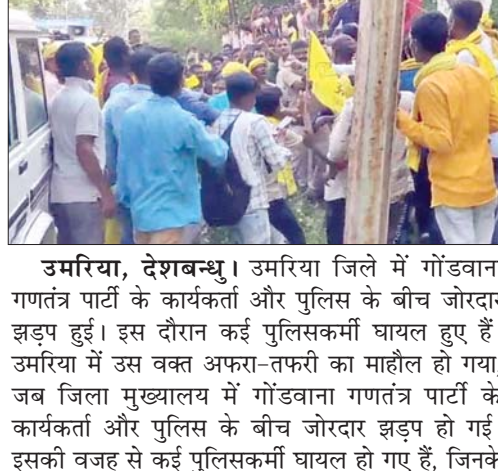 उमरिया, देशबन्धु। उमरिया जिले में गोंडवाना
गणतंत्र पार्टी के कार्यकर्ता और पुलिस के बीच जोरदार
झड़प हुई। इस दौरान कई पुलिसकर्मी घायल हुए हैं
उमरिया में उस वक्त अफरा-तफरी का माहौल हो गया,
जब जिला मुख्यालय में गोंडवाना गणतंत्र पार्टी के
कार्यकर्ता और पुलिस के बीच जोरदार झड़प हो गई
इसकी वजह से कई पुलिसकर्मी घायल हो गए हैं, जिनके